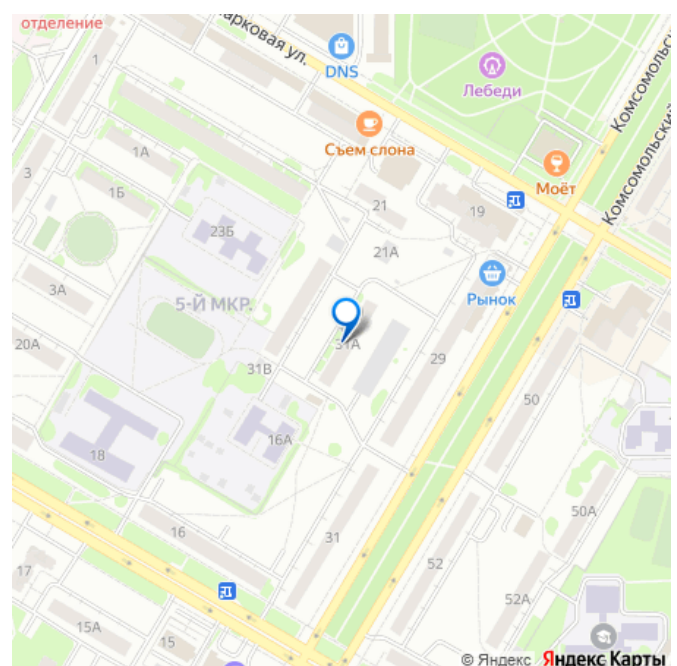 отделение
арковая ул.
1
DNS
Лебеди
Комсомольск
Комсомольский
Съем слона
Моёт
1А
3
1Б
21
19
23Б
21А
3А
5-Й МКР.
Рынок
20А
31А
29
31В
50
16А
18
50А
16
31
17
52
52А
15А
15
© Яндекс Яндекс Карты